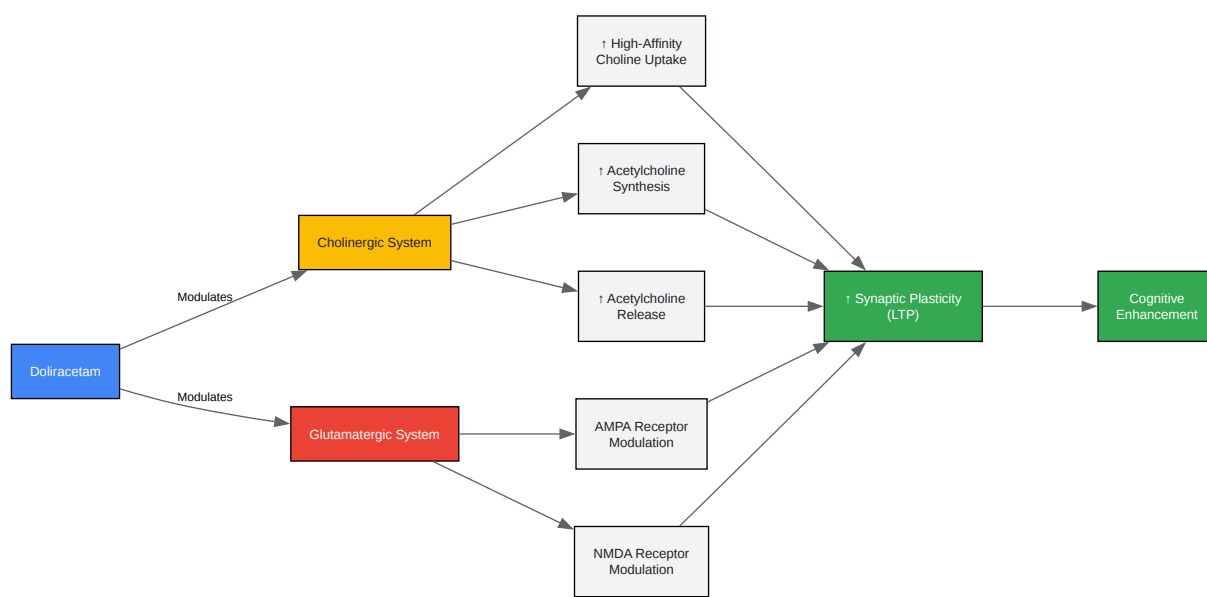 Doliracetam
Modulates
Modulates
Cholinergic System
Glutamatergic System
↑ High-Affinity
Choline Uptake
↑ Acetylcholine
Synthesis
↑ Acetylcholine
Release
AMPA Receptor
Modulation
NMDA Receptor
Modulation
↑ Synaptic Plasticity
(LTP)
Cognitive
Enhancement